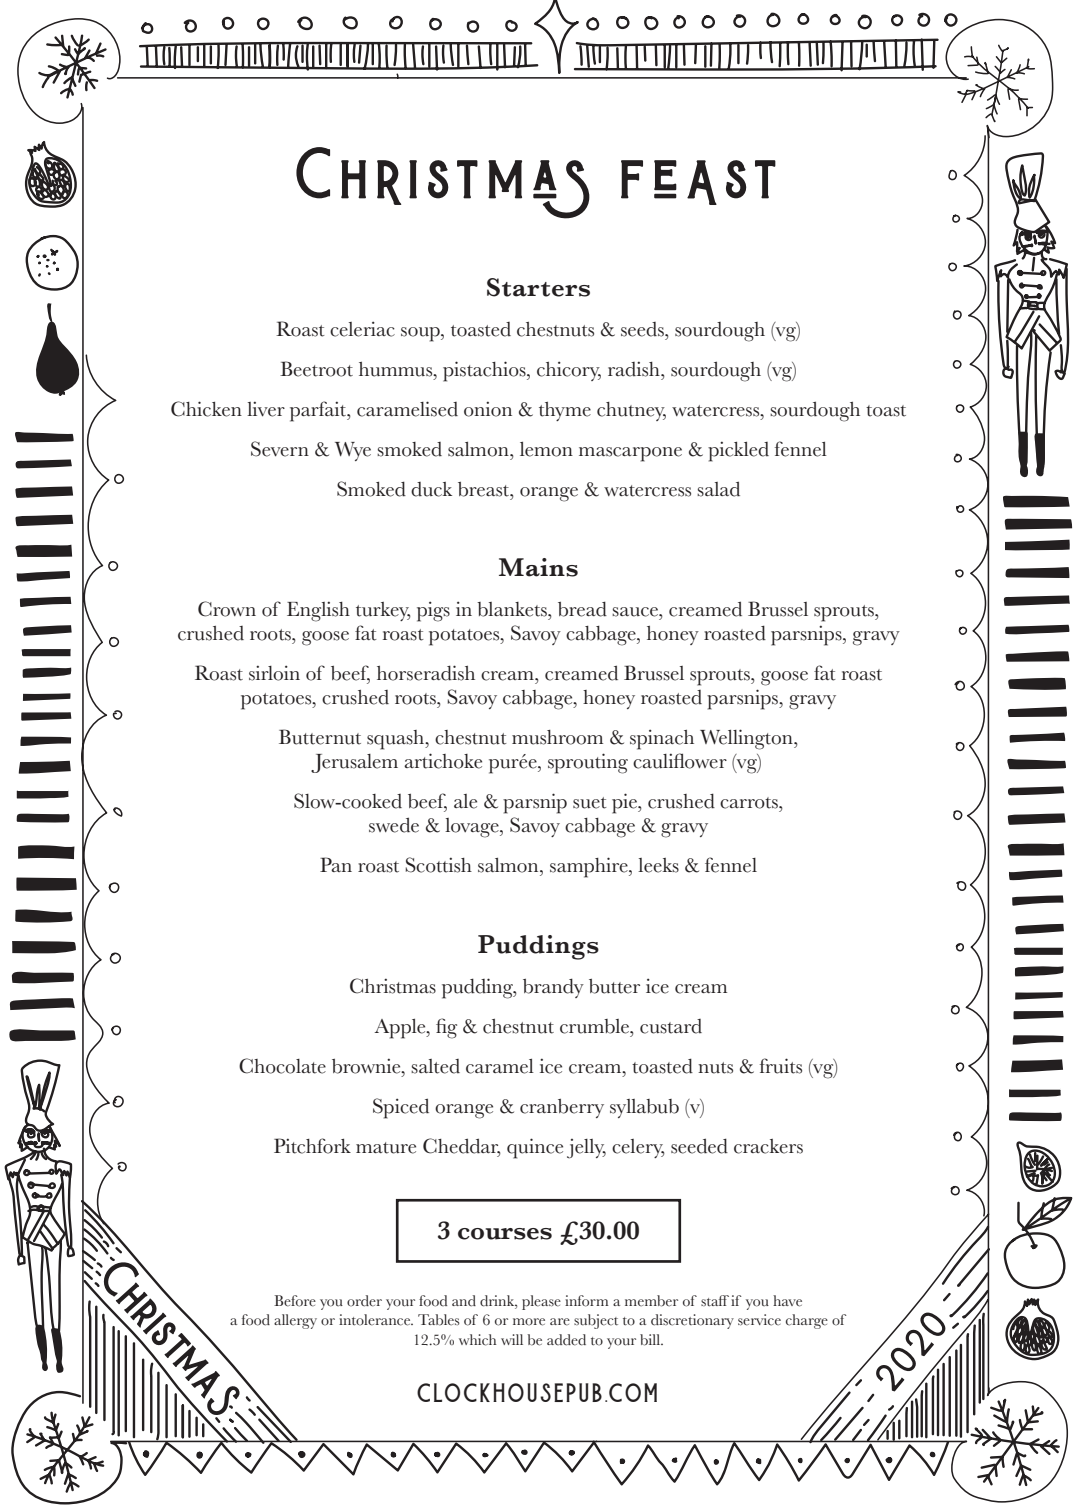 Christmas feast
Starters
Roast celeriac soup, toasted chestnuts & seeds, sourdough (vg)
Beetroot hummus, pistachios, chicory, radish, sourdough (vg)
Chicken liver parfait, caramelised onion & thyme chutney, watercress, sourdough toast
Severn & Wye smoked salmon, lemon mascarpone & pickled fennel
Smoked duck breast, orange & watercress salad
Mains
Crown of English turkey, pigs in blankets, bread sauce, creamed Brussel sprouts,
crushed roots, goose fat roast potatoes, Savoy cabbage, honey roasted parsnips, gravy
Roast sirloin of beef, horseradish cream, creamed Brussel sprouts, goose fat roast
potatoes, crushed roots, Savoy cabbage, honey roasted parsnips, gravy
Butternut squash, chestnut mushroom & spinach Wellington,
Jerusalem artichoke purée, sprouting cauliflower (vg)
Slow-cooked beef, ale & parsnip suet pie, crushed carrots,
swede & lovage, Savoy cabbage & gravy
Pan roast Scottish salmon, samphire, leeks & fennel
Puddings
Christmas pudding, brandy butter ice cream
Apple, fig & chestnut crumble, custard
Chocolate brownie, salted caramel ice cream, toasted nuts & fruits (vg)
Spiced orange & cranberry syllabub (v)
Pitchfork mature Cheddar, quince jelly, celery, seeded crackers
3 courses £30.00
Before you order your food and drink, please inform a member of staff if you have
a food allergy or intolerance. Tables of 6 or more are subject to a discretionary service charge of
12.5% which will be added to your bill.
CLOCKHOUSEPUB.COM
Christmas
2020